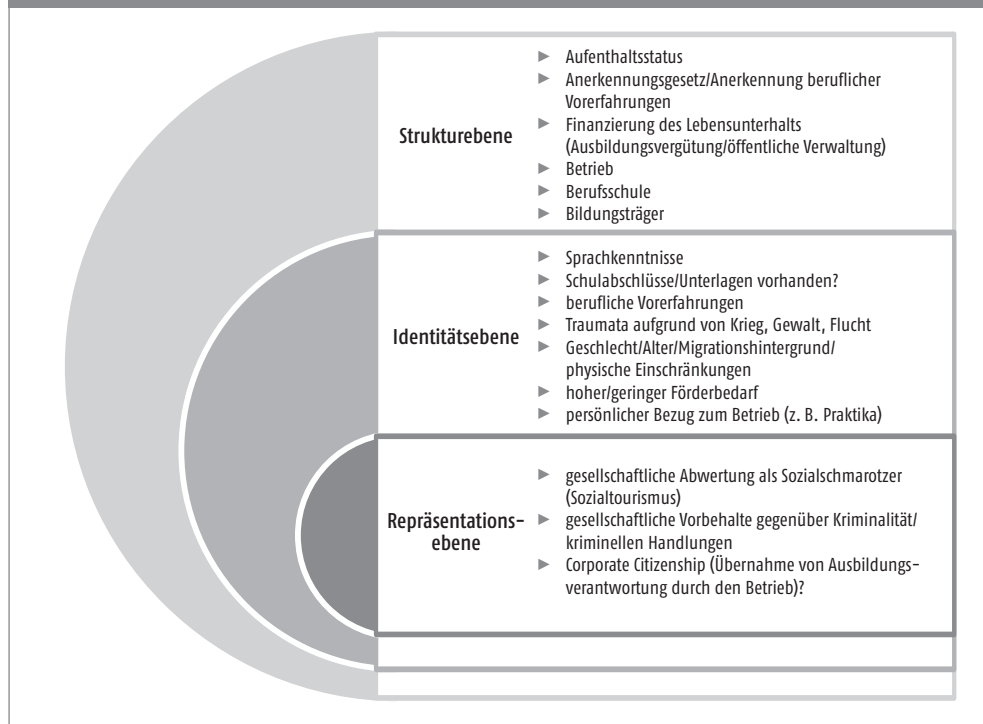 Strukturebene
► Aufenthaltsstatus
► Anerkennungsgesetz/Anerkennung beruflicher
Vorerfahrungen
► Finanzierung des Lebensunterhalts
(Ausbildungsvergütung/öffentliche Verwaltung)
► Betrieb
► Berufsschule
► Bildungsträger
Identitätsebene
► Sprachkenntnisse
► Schulabschlüsse/Unterlagen vorhanden?
► berufliche Vorerfahrungen
► Traumata aufgrund von Krieg, Gewalt, Flucht
► Geschlecht/Alter/Migrationshintergrund/
physische Einschränkungen
► hoher/geringer Förderbedarf
► persönlicher Bezug zum Betrieb (z. B. Praktika)
Repräsentations-
ebene
► gesellschaftliche Abwertung als Sozialschmarotzer
(Sozialtourismus)
► gesellschaftliche Vorbehalte gegenüber Kriminalität/
kriminellen Handlungen
► Corporate Citizenship (Übernahme von Ausbildungs-
verantwortung durch den Betrieb)?